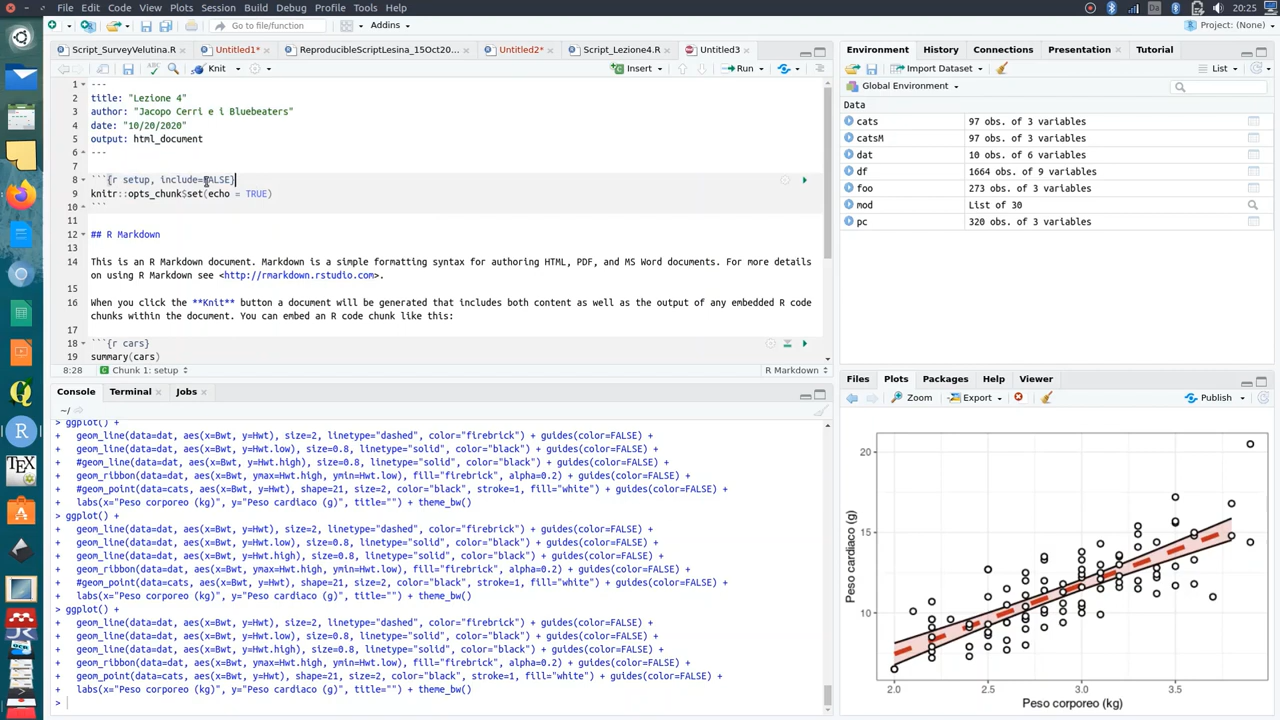 File Edit Code View Plots Session Build Debug Profile Tools Help
Da
20:25
Go to file/function
Addins
Project: (None)
Script_SurveyVelutina.R
Untitled1*
ReproducibleScriptLesina_15Oct20...
Untitled2*
Script_Lezione4.R
Untitled3
Knit
Insert
Run
1 ---
2 title: "Lezione 4"
3 author: "Jacopo Cerri e i Bluebeaters"
4 date: "10/20/2020"
5 output: html_document
6 ---
7
8 ```{r setup, include=FALSE}
9 knitr::opts_chunk$set(echo = TRUE)
10 ```
11
12 ## R Markdown
13
14 This is an R Markdown document. Markdown is a simple formatting syntax for authoring HTML, PDF, and MS Word documents. For more details
on using R Markdown see <http://rmarkdown.rstudio.com>.
15
16 When you click the **Knit** button a document will be generated that includes both content as well as the output of any embedded R code
chunks within the document. You can embed an R code chunk like this:
17
18 ```{r cars}
19 summary(cars)
8:28 Chunk 1: setup R Markdown
Console Terminal Jobs
~/
> ggplot() +
+ geom_line(data=dat, aes(x=Bwt, y=Hwt), size=2, linetype="dashed", color="firebrick") + guides(color=FALSE) +
+ geom_line(data=dat, aes(x=Bwt, y=Hwt.low), size=0.8, linetype="solid", color="black") + guides(color=FALSE) +
+ #geom_line(data=dat, aes(x=Bwt, y=Hwt.high), size=0.8, linetype="solid", color="black") + guides(color=FALSE) +
+ geom_ribbon(data=dat, aes(x=Bwt, ymax=Hwt.high, ymin=Hwt.low), fill="firebrick", alpha=0.2) + guides(color=FALSE) +
+ #geom_point(data=cats, aes(x=Bwt, y=Hwt), shape=21, size=2, color="black", stroke=1, fill="white") + guides(color=FALSE) +
+ labs(x="Peso corporeo (kg)", y="Peso cardiaco (g)", title="") + theme_bw()
> ggplot() +
+ geom_line(data=dat, aes(x=Bwt, y=Hwt), size=2, linetype="dashed", color="firebrick") + guides(color=FALSE) +
+ geom_line(data=dat, aes(x=Bwt, y=Hwt.low), size=0.8, linetype="solid", color="black") + guides(color=FALSE) +
+ geom_line(data=dat, aes(x=Bwt, y=Hwt.high), size=0.8, linetype="solid", color="black") + guides(color=FALSE) +
+ geom_ribbon(data=dat, aes(x=Bwt, ymax=Hwt.high, ymin=Hwt.low), fill="firebrick", alpha=0.2) + guides(color=FALSE) +
+ #geom_point(data=cats, aes(x=Bwt, y=Hwt), shape=21, size=2, color="black", stroke=1, fill="white") + guides(color=FALSE) +
+ labs(x="Peso corporeo (kg)", y="Peso cardiaco (g)", title="") + theme_bw()
> ggplot() +
+ geom_line(data=dat, aes(x=Bwt, y=Hwt), size=2, linetype="dashed", color="firebrick") + guides(color=FALSE) +
+ geom_line(data=dat, aes(x=Bwt, y=Hwt.low), size=0.8, linetype="solid", color="black") + guides(color=FALSE) +
+ geom_line(data=dat, aes(x=Bwt, y=Hwt.high), size=0.8, linetype="solid", color="black") + guides(color=FALSE) +
+ geom_ribbon(data=dat, aes(x=Bwt, ymax=Hwt.high, ymin=Hwt.low), fill="firebrick", alpha=0.2) + guides(color=FALSE) +
+ geom_point(data=cats, aes(x=Bwt, y=Hwt), shape=21, size=2, color="black", stroke=1, fill="white") + guides(color=FALSE) +
+ labs(x="Peso corporeo (kg)", y="Peso cardiaco (g)", title="") + theme_bw()
>
Environment History Connections Presentation Tutorial
Import Dataset List
Global Environment
Data
cats 97 obs. of 3 variables
catsM 97 obs. of 3 variables
dat 10 obs. of 6 variables
df 1664 obs. of 9 variables
foo 273 obs. of 3 variables
mod List of 30
pc 320 obs. of 3 variables
Files Plots Packages Help Viewer
Zoom Export Publish
Peso cardiaco (g)
20
15
10
2.0 2.5 3.0 3.5
Peso corporeo (kg)
R
TEX